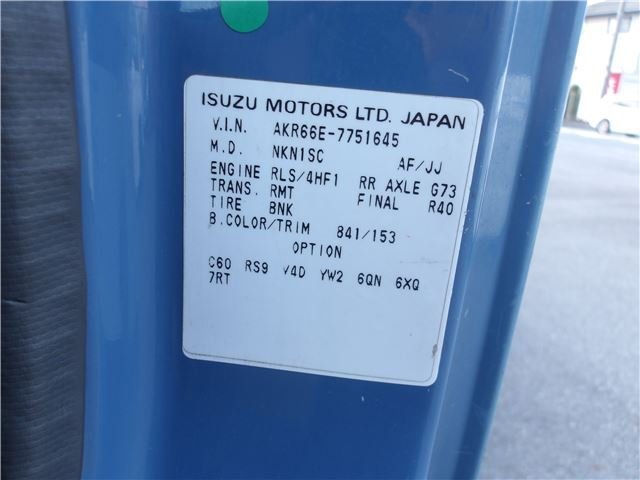 ISUZU MOTORS LTD. JAPAN
V.I.N. AKR66E-7751645
M.D. NKN1SC AF/JJ
ENGINE RLS/4HF1 RR AXLE G73
TRANS. RMT FINAL R40
TIRE BNK
B.COLOR/TRIM 841/153
OPTION
C60 RS9 V4D YW2 6QN 6XQ
7RT